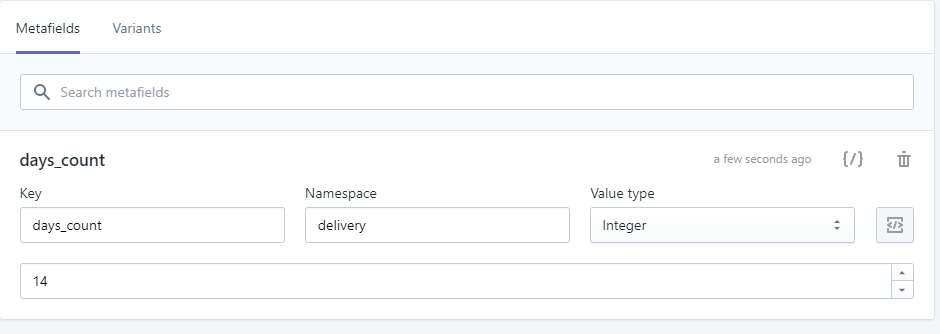 Metafields Variants
Search metafields
days_count a few seconds ago {/}
Key Namespace Value type
days_count delivery Integer </>
14